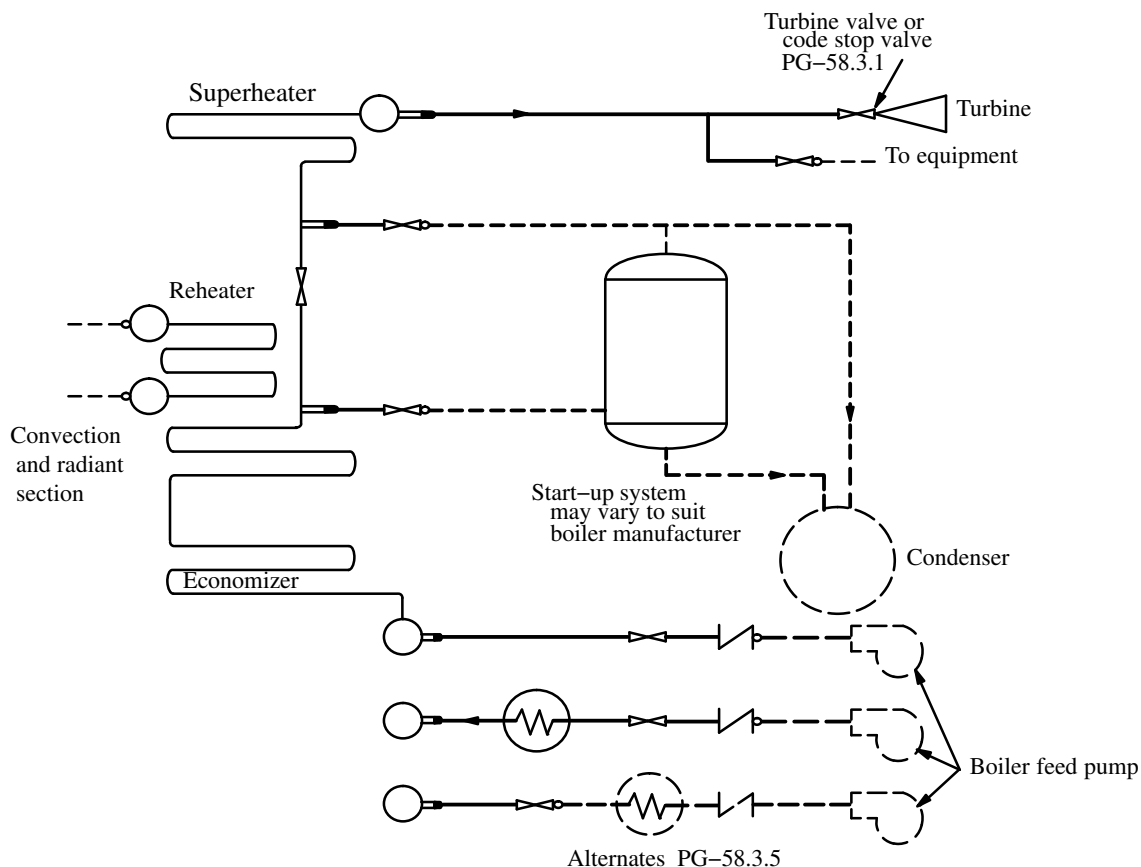 Turbine valve or
code stop valve
PG−58.3.1
Superheater
Turbine
To equipment
Reheater
Convection
and radiant
section
Start−up system
may vary to suit
boiler manufacturer
Condenser
Economizer
Boiler feed pump
Alternates PG−58.3.5